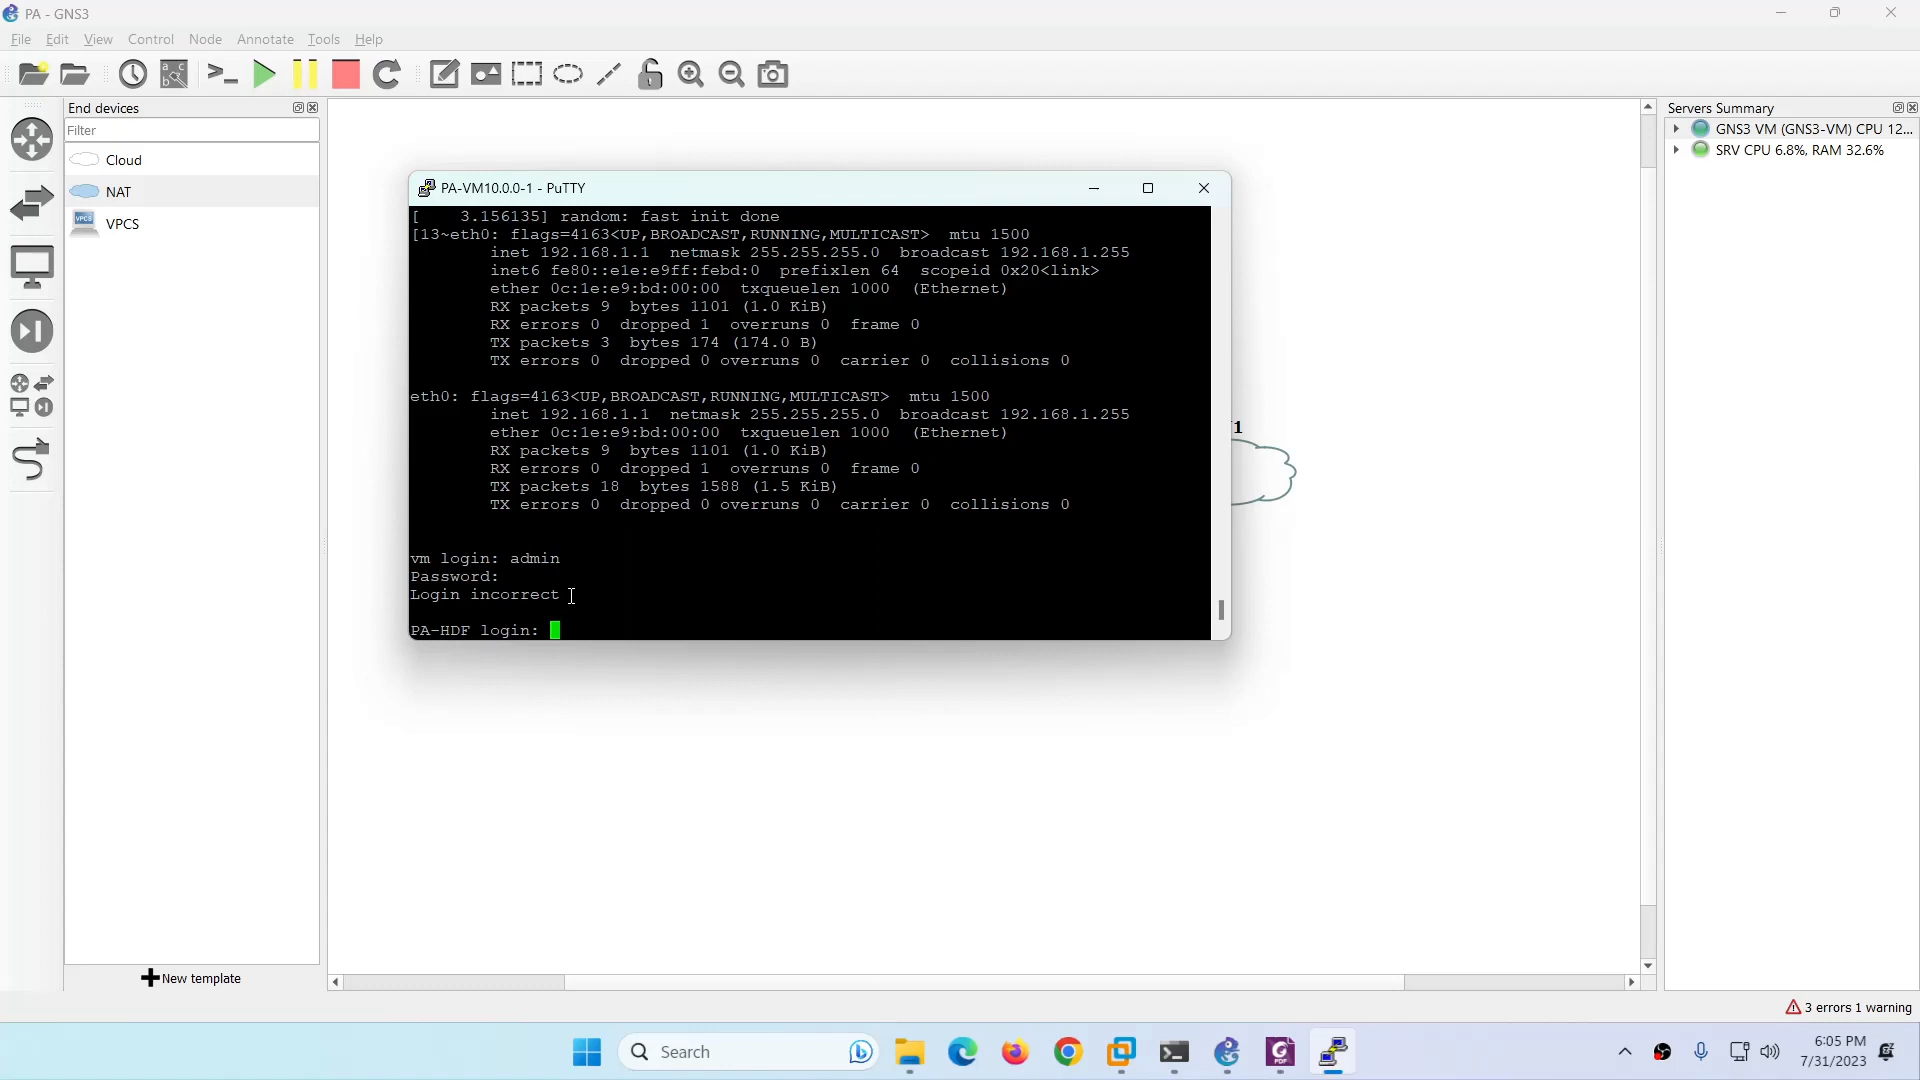 PA - GNS3
File Edit View Control Node Annotate Tools Help
End devices
Filter
Cloud
NAT
VPCS
VPCS
New template
PA-VM10.0.0-1 - PuTTY
[    3.156135] random: fast init done
[13~eth0: flags=4163<UP,BROADCAST,RUNNING,MULTICAST>  mtu 1500
inet 192.168.1.1  netmask 255.255.255.0  broadcast 192.168.1.255
inet6 fe80::e1e:e9ff:febd:0  prefixlen 64  scopeid 0x20<link>
ether 0c:1e:e9:bd:00:00  txqueuelen 1000  (Ethernet)
RX packets 9  bytes 1101 (1.0 KiB)
RX errors 0  dropped 1  overruns 0  frame 0
TX packets 3  bytes 174 (174.0 B)
TX errors 0  dropped 0 overruns 0  carrier 0  collisions 0
eth0: flags=4163<UP,BROADCAST,RUNNING,MULTICAST>  mtu 1500
inet 192.168.1.1  netmask 255.255.255.0  broadcast 192.168.1.255
ether 0c:1e:e9:bd:00:00  txqueuelen 1000  (Ethernet)
RX packets 9  bytes 1101 (1.0 KiB)
RX errors 0  dropped 1  overruns 0  frame 0
TX packets 18  bytes 1588 (1.5 KiB)
TX errors 0  dropped 0 overruns 0  carrier 0  collisions 0
vm login: admin
Password:
Login incorrect
PA-HDF login:
1
Servers Summary
GNS3 VM (GNS3-VM) CPU 12...
SRV CPU 6.8%, RAM 32.6%
3 errors 1 warning
Search
6:05 PM
7/31/2023